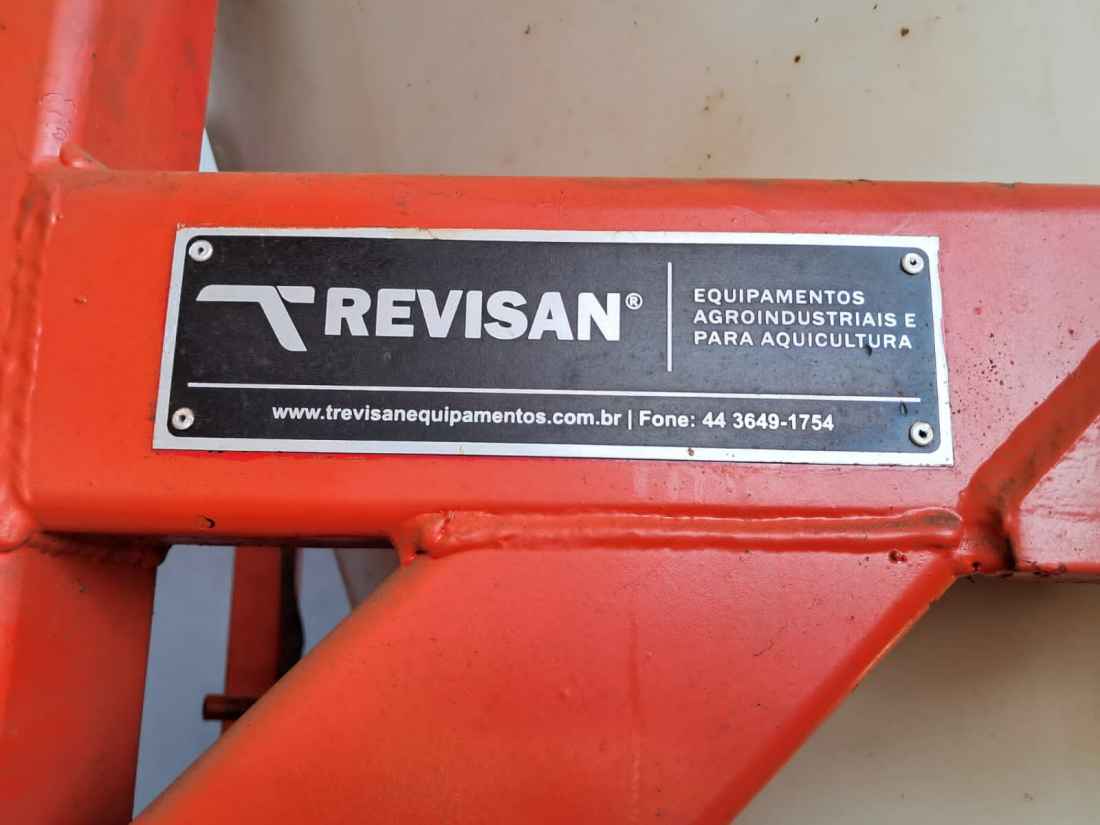 TREVISAN®
EQUIPAMENTOS
AGROINDUSTRIAIS E
PARA AQUICULTURA
www.trevisanequipamentos.com.br | Fone: 44 3649-1754